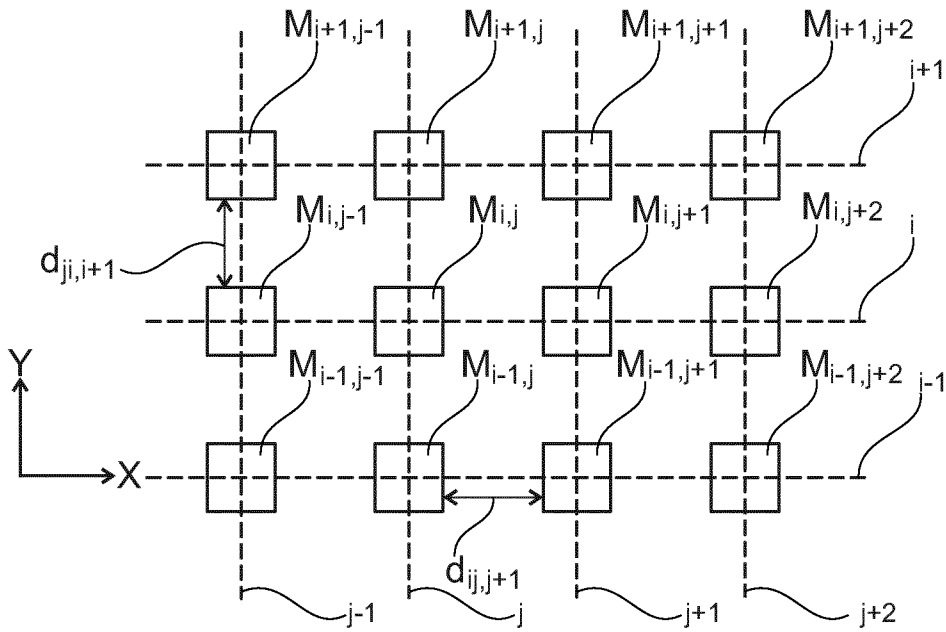 Mi+1,j-1 Mi+1,j Mi+1,j+1 Mi+1,j+2
i+1
Mi,j-1 Mi,j Mi,j+1 Mi,j+2
i
dji,i+1
Y
Mi-1,j-1 Mi-1,j Mi-1,j+1 Mi-1,j+2
i-1
X
dij,j+1
j-1 j j+1 j+2